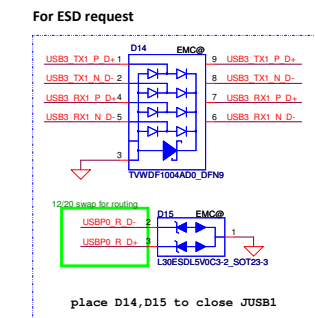 For ESD request
D14 EMC@
USB3_TX1_P_D+ 1 9 USB3_TX1_P_D+
USB3_TX1_N_D- 2 8 USB3_TX1_N_D-
USB3_RX1_P_D+ 4 7 USB3_RX1_P_D+
USB3_RX1_N_D- 5 6 USB3_RX1_N_D-
3
TVWDF1004AD0_DFN9
12/20 swap for routing
D15 EMC@
USBP0_R_D- 2
1
USBP0_R_D+ 3
L30ESDL5V0C3-2_SOT23-3
place D14,D15 to close JUSB1